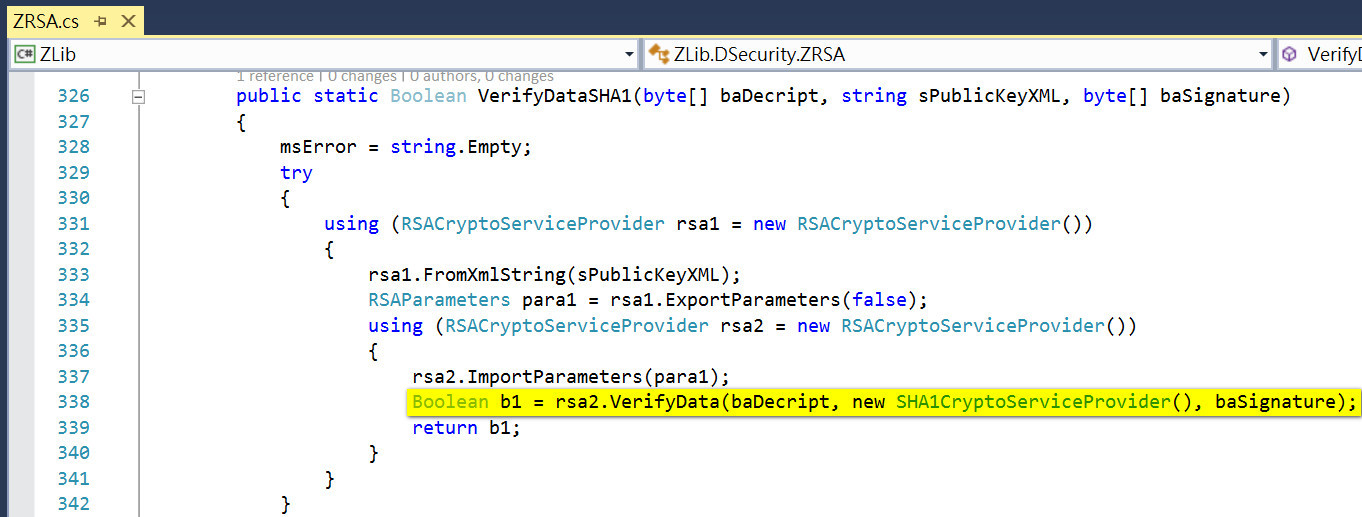 ZRSA.cs
C# ZLib ZLib.DSecurity.ZRSA VerifyD
1 reference | 0 changes | 0 authors, 0 changes
326 public static Boolean VerifyDataSHA1(byte[] baDecript, string sPublicKeyXML, byte[] baSignature)
327 {
328 msError = string.Empty;
329 try
330 {
331 using (RSACryptoServiceProvider rsa1 = new RSACryptoServiceProvider())
332 {
333 rsa1.FromXmlString(sPublicKeyXML);
334 RSAParameters para1 = rsa1.ExportParameters(false);
335 using (RSACryptoServiceProvider rsa2 = new RSACryptoServiceProvider())
336 {
337 rsa2.ImportParameters(para1);
338 Boolean b1 = rsa2.VerifyData(baDecript, new SHA1CryptoServiceProvider(), baSignature);
339 return b1;
340 }
341 }
342 }